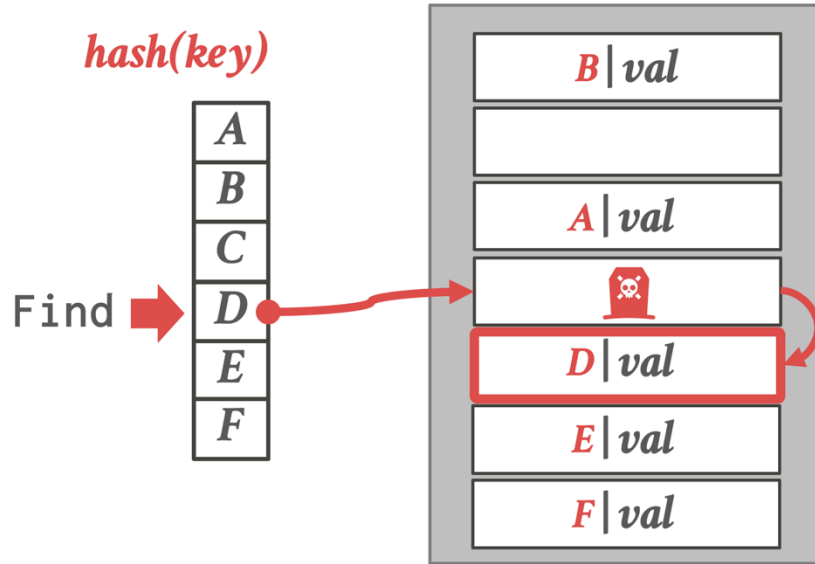 hash(key)
A
B
C
Find D
E
F
B|val
A|val
D|val
E|val
F|val